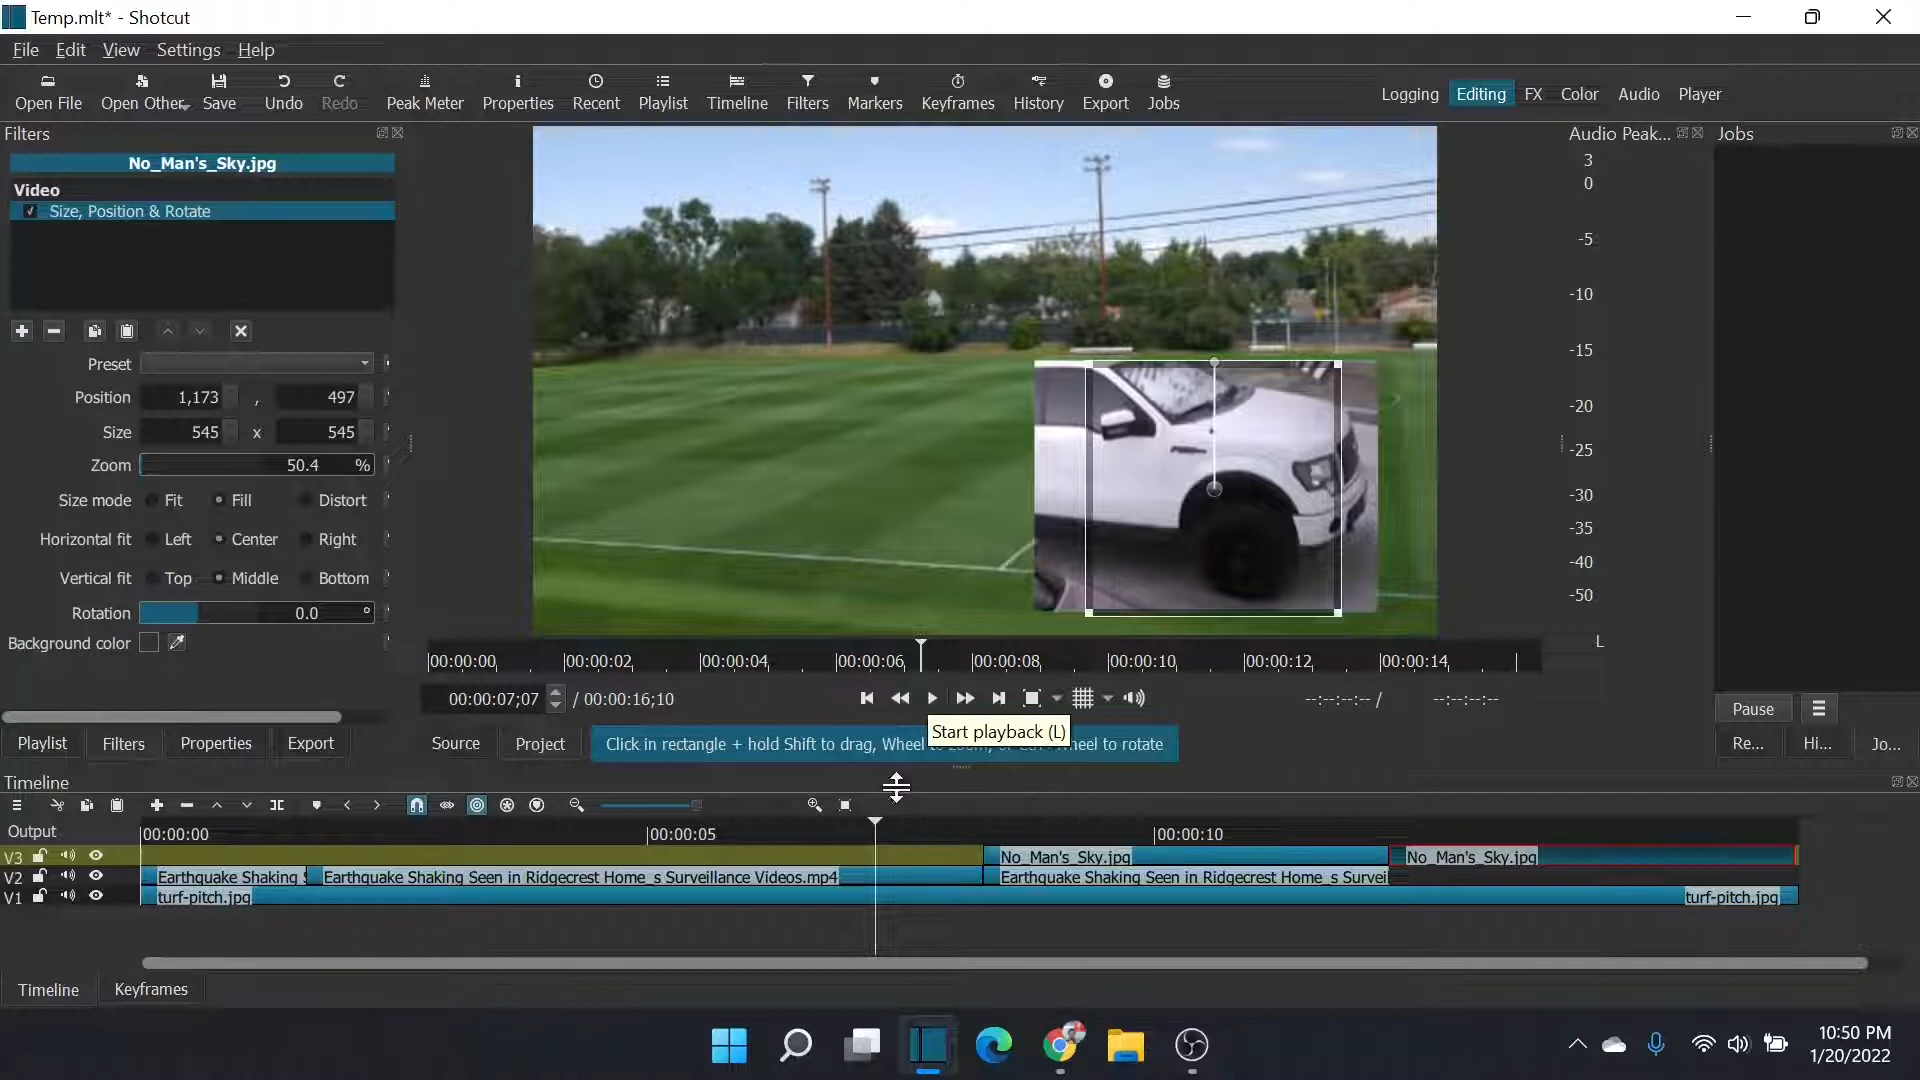 Temp.mlt* - Shotcut
File Edit View Settings Help
Open File Open Other Save Undo Redo Peak Meter Properties Recent Playlist Timeline Filters Markers Keyframes History Export Jobs Logging Editing FX Color Audio Player
Filters
Audio Peak... Jobs
No_Man's_Sky.jpg
Video
Size, Position & Rotate
Preset
Position 1,173 , 497
Size 545 x 545
Zoom 50.4 %
Size mode Fit Fill Distort
Horizontal fit Left Center Right
Vertical fit Top Middle Bottom
Rotation 0.0 °
Background color
3
0
-5
-10
-15
-20
-25
-30
-35
-40
-50
L
00:00:00 00:00:02 00:00:04 00:00:06 00:00:08 00:00:10 00:00:12 00:00:14
00:00:07;07 / 00:00:16;10 --:--:--:-- / --:--:--:--
Start playback (L)
Pause
Playlist Filters Properties Export Source Project Click in rectangle + hold Shift to drag, Wheel to rotate
Re... Hi... Jo...
Timeline
Output 00:00:00 00:00:05 00:00:10
V3 No_Man's_Sky.jpg No_Man's_Sky.jpg
V2 Earthquake Shaking S Earthquake Shaking Seen in Ridgecrest Home_s Surveillance Videos.mp4 Earthquake Shaking Seen in Ridgecrest Home_s Surveil
V1 turf-pitch.jpg turf-pitch.jpg
Timeline Keyframes
10:50 PM
1/20/2022